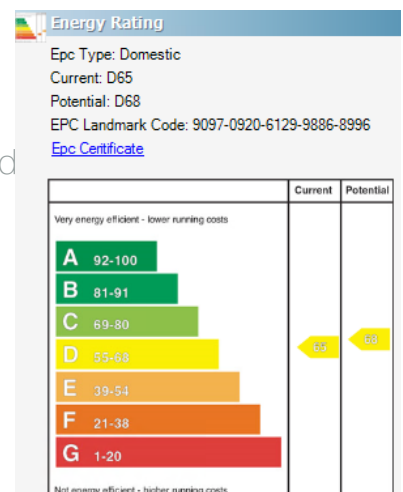 Energy Rating
Epc Type: Domestic
Current: D65
Potential: D68
EPC Landmark Code: 9097-0920-6129-9886-8996
Epc Ceritificate
d
Current Potential
Very energy efficient - lower running costs
A 92-100
B 81-91
C 69-80
D 55-68
65
68
E 39-54
F 21-38
G 1-20
Not energy efficient - higher running costs